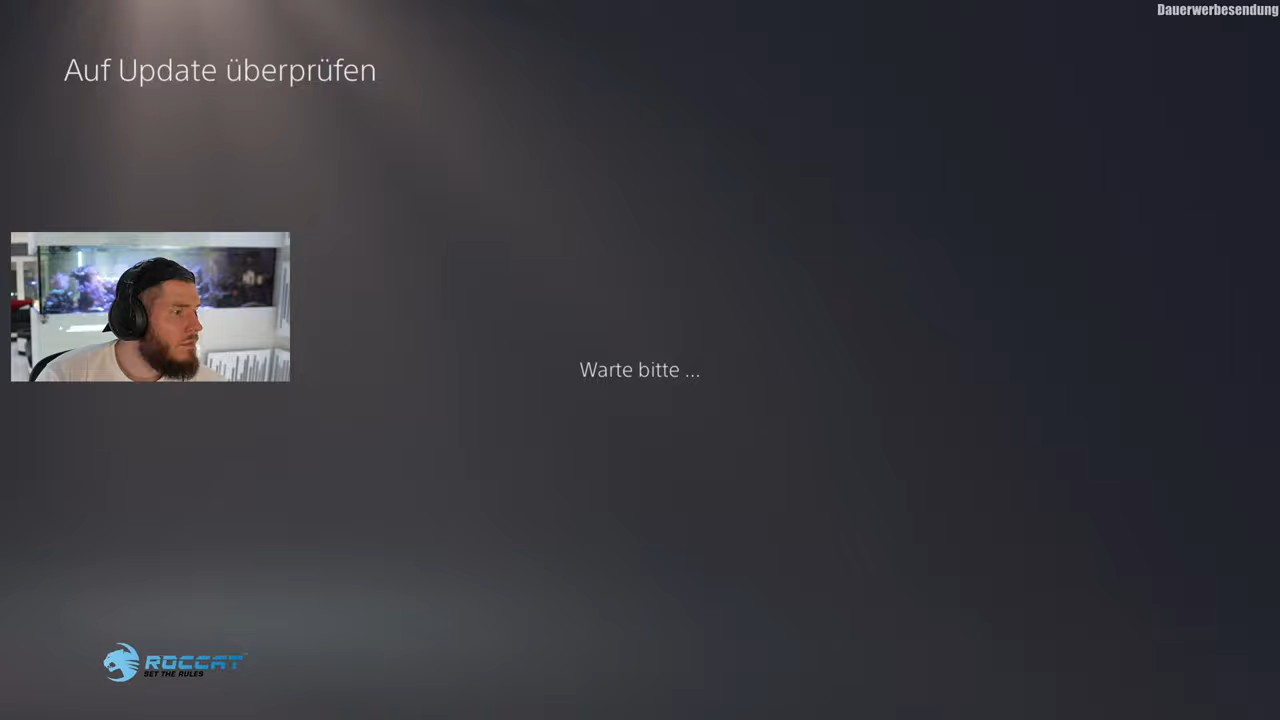 Dauerwerbesendung
Auf Update überprüfen
Warte bitte ...
ROCCAT
SET THE RULES